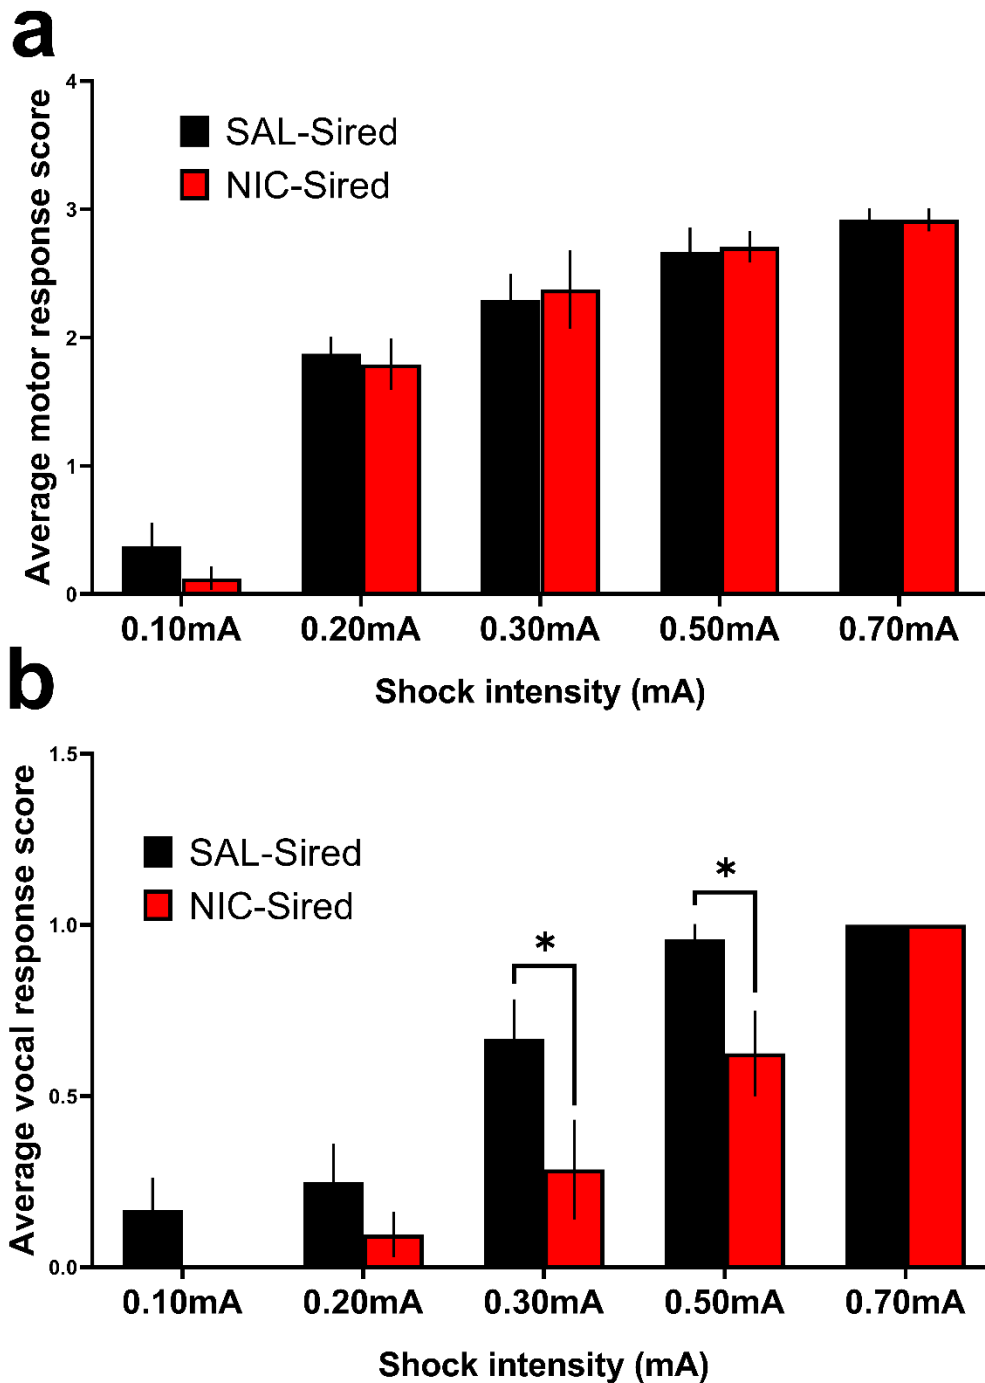 a
Average motor response score
4
3
2
1
0
SAL-Sired
NIC-Sired
0.10mA 0.20mA 0.30mA 0.50mA 0.70mA
Shock intensity (mA)
b
Average vocal response score
1.5
1.0
0.5
0.0
SAL-Sired
NIC-Sired
*
*
0.10mA 0.20mA 0.30mA 0.50mA 0.70mA
Shock intensity (mA)